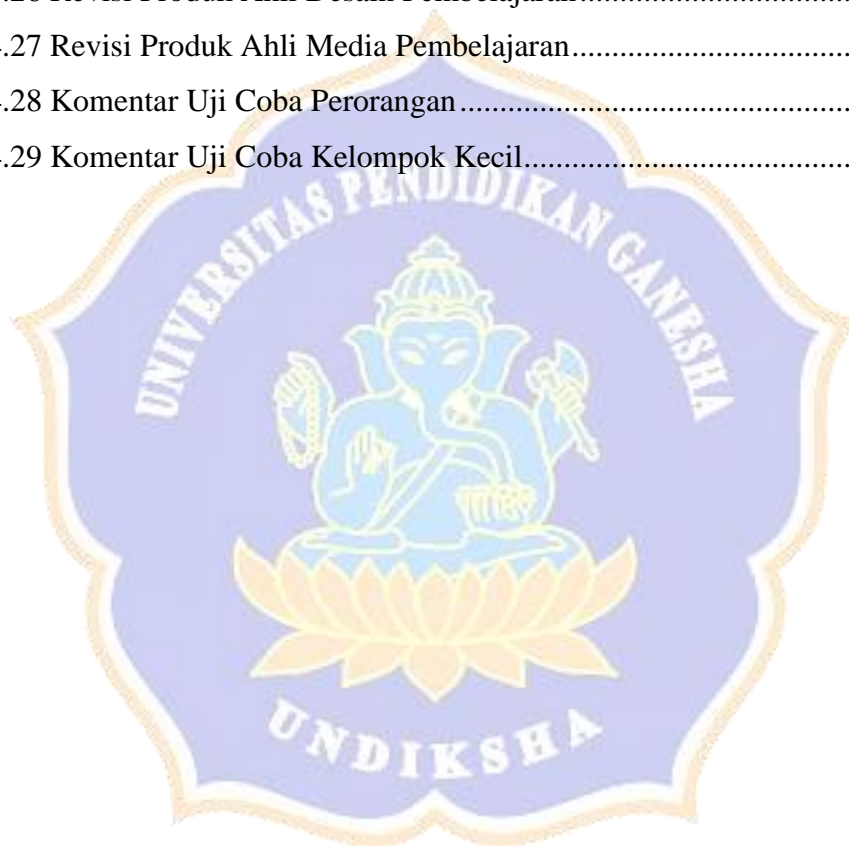 .27 Revisi Produk Ahli Media Pembelajaran....................................
.28 Komentar Uji Coba Perorangan..................................................
.29 Komentar Uji Coba Kelompok Kecil.........................................
UNIVERSITAS PENDIDIKAN GANESHA
UNDIKSHA